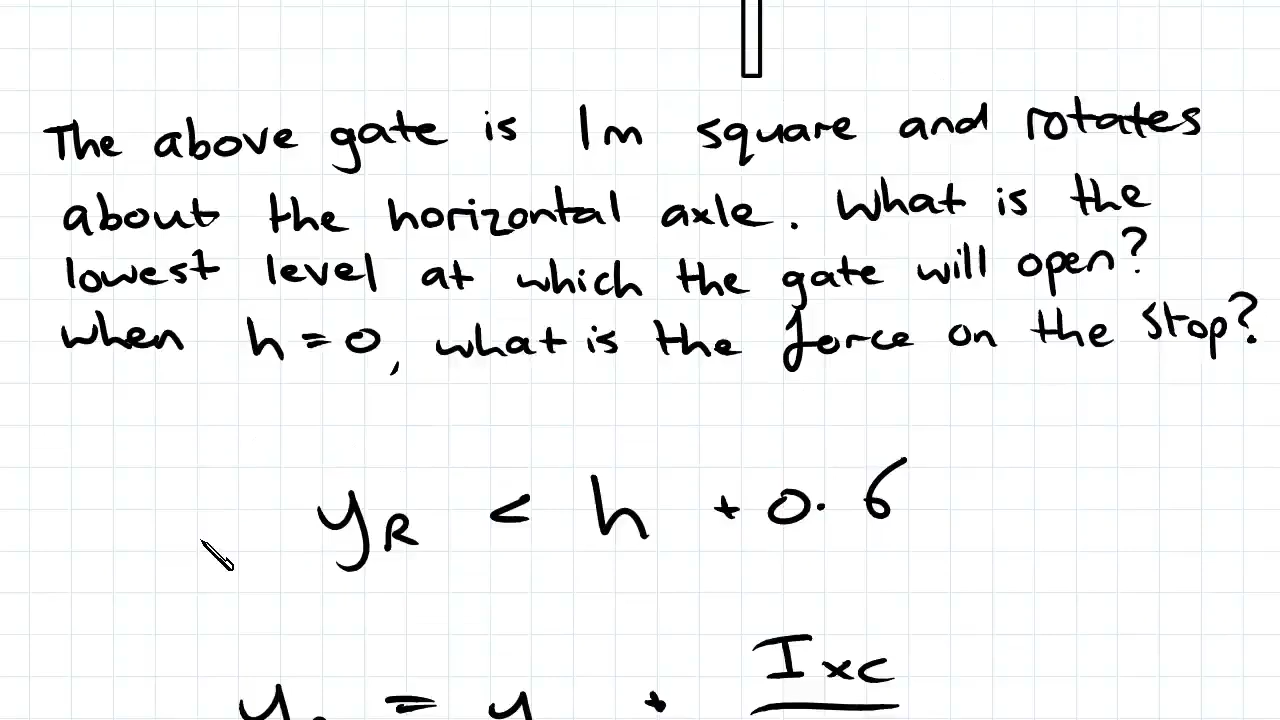 The above gate is 1m square and rotates
about the horizontal axle. What is the
lowest level at which the gate will open?
when h = 0, what is the force on the stop?
yR < h + 0.6
Ixc
y = y +